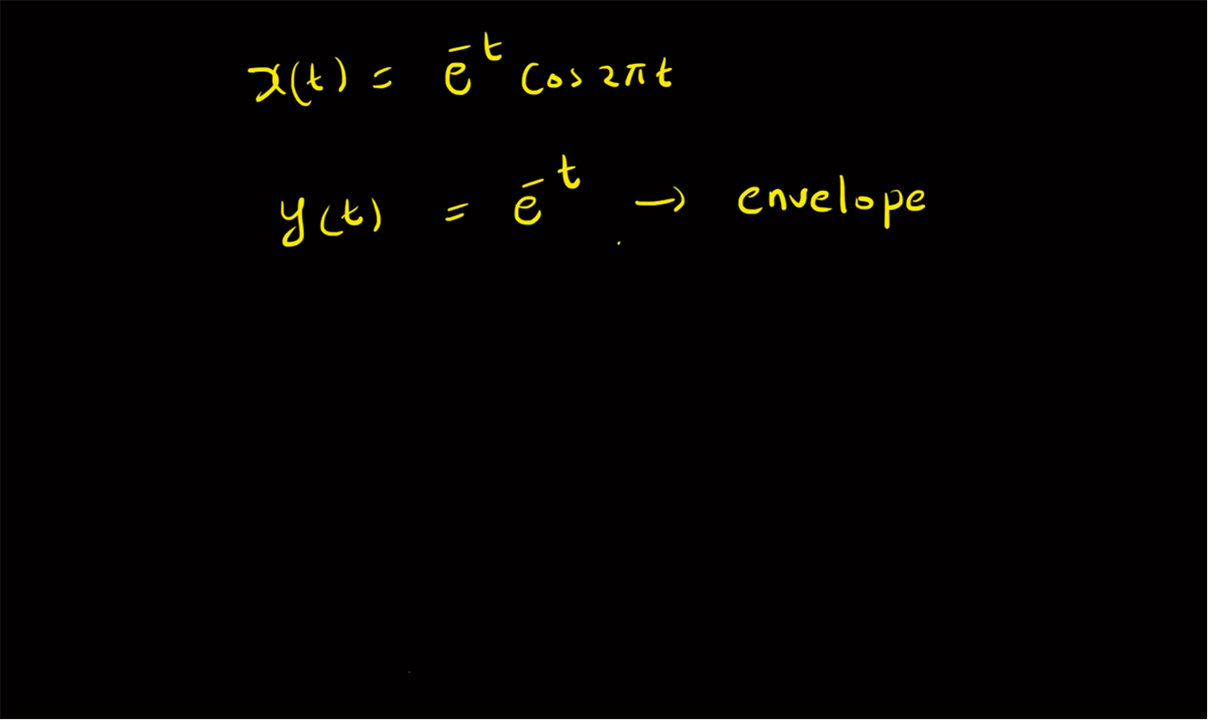 x(t) = e^-t Cos 2πt
y(t) = e^-t → envelope